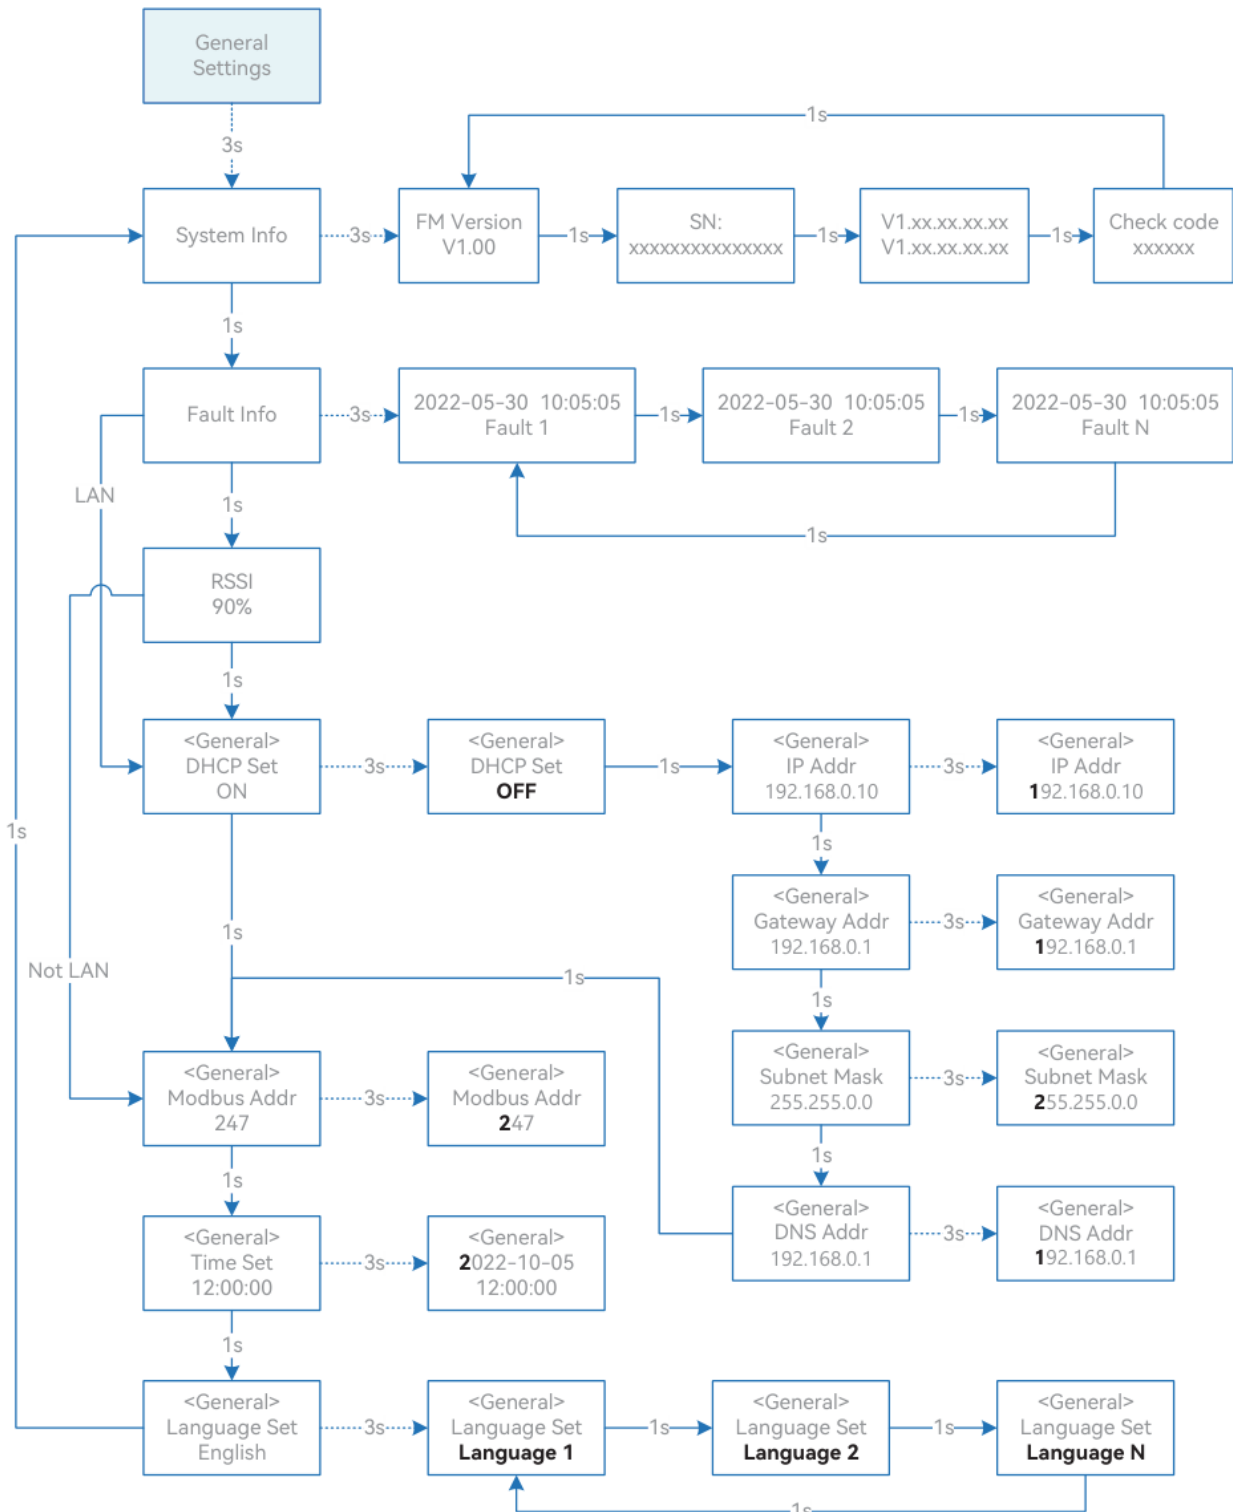 General
Settings
3s
1s
System Info
3s
FM Version
V1.00
1s
SN:
xxxxxxxxxxxxxxx
1s
V1.xx.xx.xx.xx
V1.xx.xx.xx.xx
1s
Check code
xxxxxx
1s
Fault Info
3s
2022-05-30 10:05:05
Fault 1
1s
2022-05-30 10:05:05
Fault 2
1s
2022-05-30 10:05:05
Fault N
LAN
1s
1s
RSSI
90%
1s
<General>
DHCP Set
ON
3s
<General>
DHCP Set
OFF
1s
<General>
IP Addr
192.168.0.10
3s
<General>
IP Addr
192.168.0.10
1s
1s
<General>
Gateway Addr
192.168.0.1
3s
<General>
Gateway Addr
192.168.0.1
1s
Not LAN
1s
1s
<General>
Modbus Addr
247
3s
<General>
Modbus Addr
247
<General>
Subnet Mask
255.255.0.0
3s
<General>
Subnet Mask
255.255.0.0
1s
1s
<General>
Time Set
12:00:00
3s
<General>
2022-10-05
12:00:00
<General>
DNS Addr
192.168.0.1
3s
<General>
DNS Addr
192.168.0.1
1s
<General>
Language Set
English
3s
<General>
Language Set
Language 1
1s
<General>
Language Set
Language 2
1s
<General>
Language Set
Language N
1s